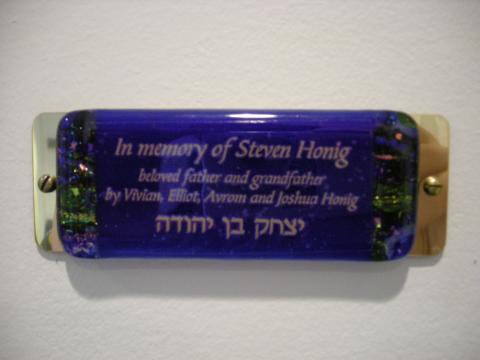 In memory of Steven Honig
beloved father and grandfather
by Vivian, Elliot, Avrom and Joshua Honig
יצחק בן יהודה